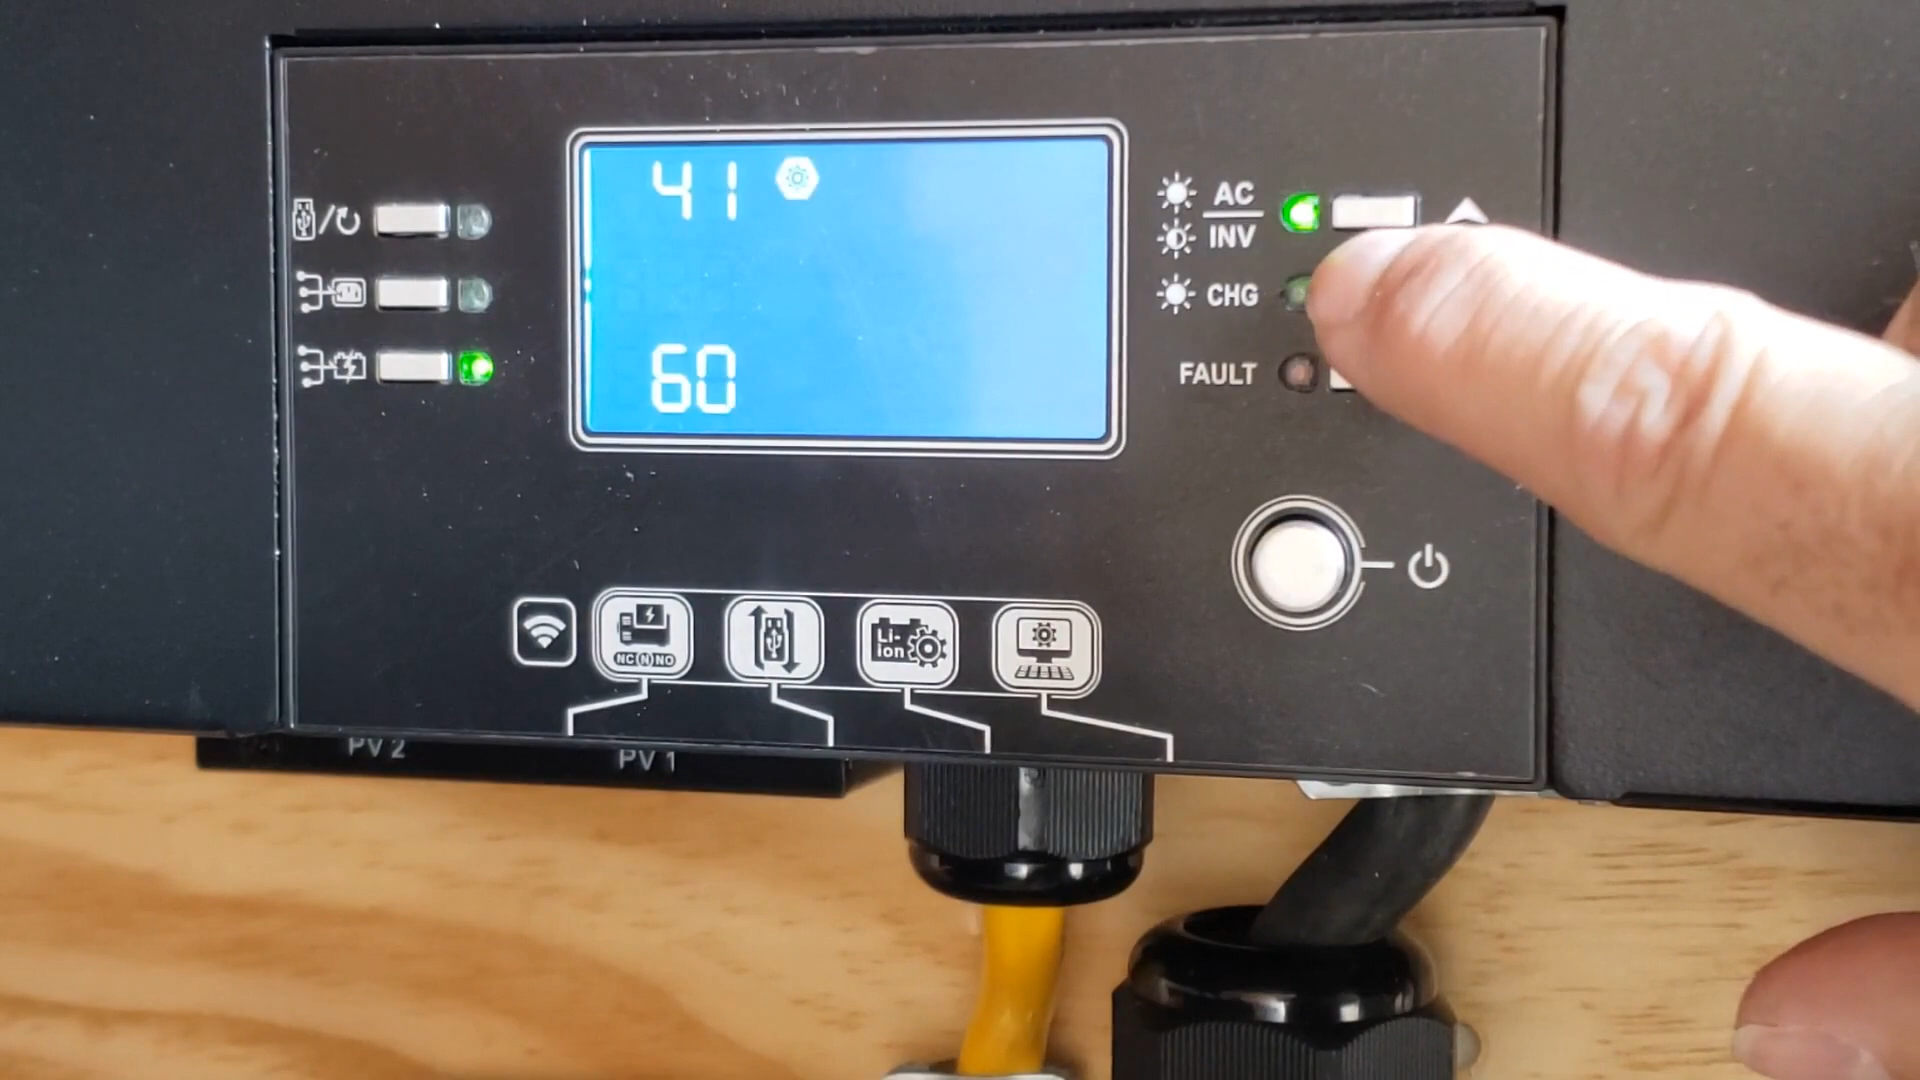 41
60
AC
INV
CHG
FAULT
NC N NO
Li-
ion
PV 2
PV 1